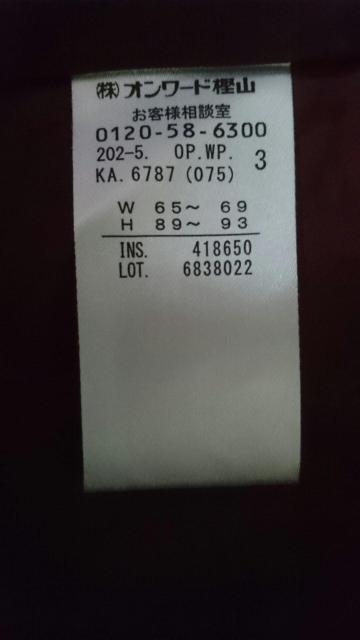 ㈱オンワード樫山
お客様相談室
0120-58-6300
202-5. OP.WP. 3
KA.6787(075)
W 65~ 69
H 89~ 93
INS. 418650
LOT. 6838022